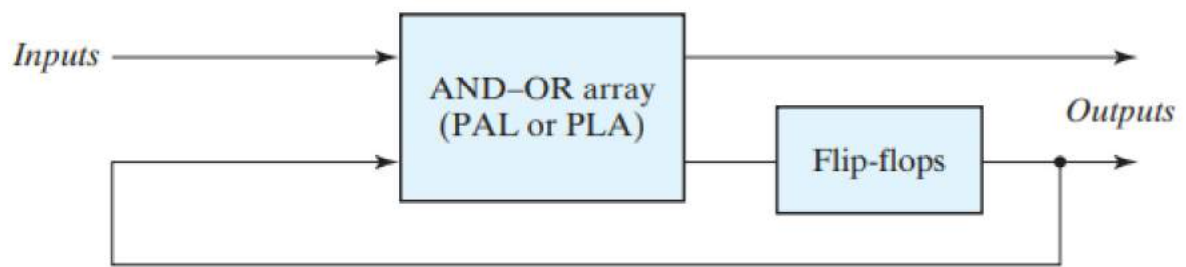 Inputs
AND–OR array
(PAL or PLA)
Outputs
Flip-flops